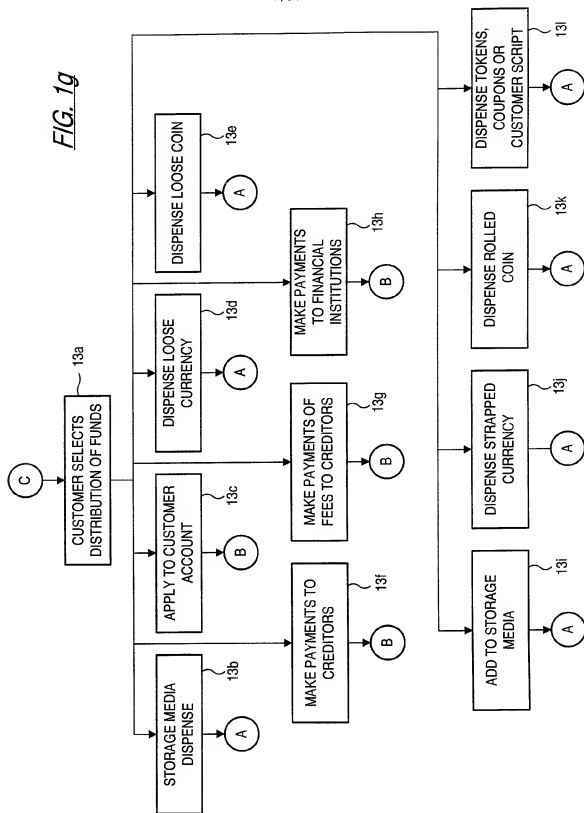 C
FIG. 1g
CUSTOMER SELECTS
DISTRIBUTION OF FUNDS
13a
STORAGE MEDIA
DISPENSE
13b
APPLY TO CUSTOMER
ACCOUNT
13c
DISPENSE LOOSE
CURRENCY
13d
DISPENSE LOOSE COIN
13e
A
B
A
A
MAKE PAYMENTS TO
CREDITORS
13f
MAKE PAYMENTS OF
FEES TO CREDITORS
13g
MAKE PAYMENTS
TO FINANCIAL
INSTITUTIONS
13h
B
B
B
ADD TO STORAGE
MEDIA
13i
DISPENSE STRAPPED
CURRENCY
13j
DISPENSE ROLLED
COIN
13k
DISPENSE TOKENS,
COUPONS OR
CUSTOMER SCRIPT
13l
A
A
A
A